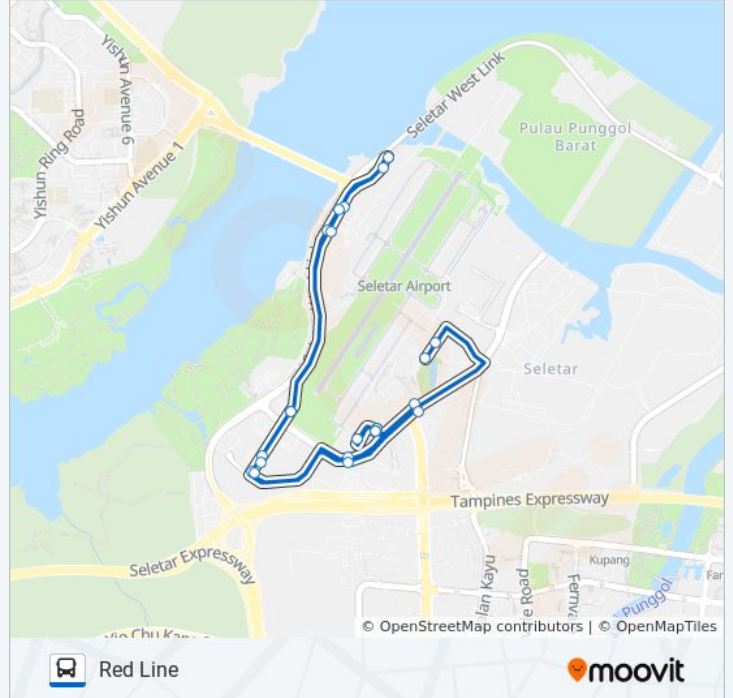 Yishun Avenue 6
Seletar West Link
Pulau Punggol
Barat
Yishun Ring Road
Yishun Avenue 1
Seletar Airport
Seletar
Tampines Expressway
Seletar Expressway
Kupang
Punggol
© OpenStreetMap contributors | © OpenMapTiles
Red Line
moovit